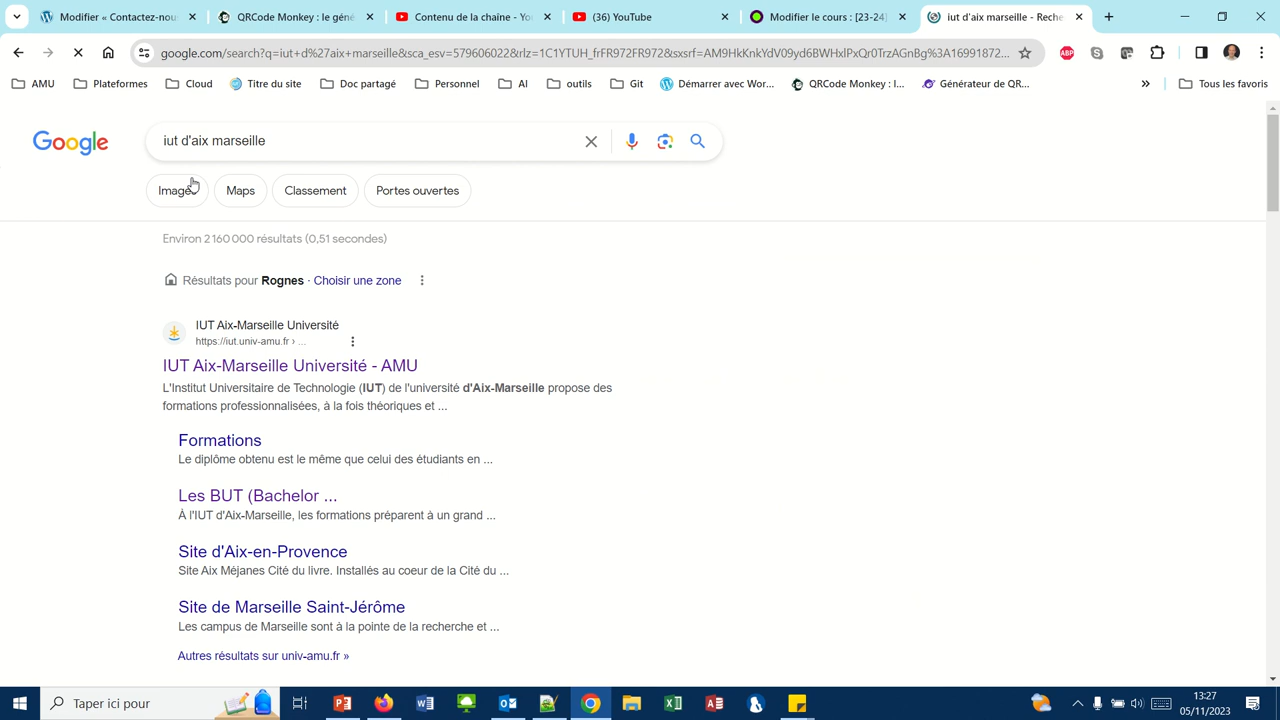 Modifier « Contactez-nou
QRCode Monkey : le géné
Contenu de la chaîne - Yo
(36) YouTube
Modifier le cours : [23-24]
iut d'aix marseille - Reche
google.com/search?q=iut+d%27aix+marseille&sca_esv=579606022&rlz=1C1YTUH_frFR972FR972&sxsrf=AM9HkKnkYdV09yd6BWHxlPxQr0TrzAGnBg%3A16991872...
ABP
AMU
Plateformes
Cloud
Titre du site
Doc partagé
Personnel
AI
outils
Git
Démarrer avec Wor...
QRCode Monkey : l...
Générateur de QR...
»
Tous les favoris
Google
iut d'aix marseille
Images
Maps
Classement
Portes ouvertes
Environ 2 160 000 résultats (0,51 secondes)
Résultats pour Rognes · Choisir une zone
IUT Aix-Marseille Université
https://iut.univ-amu.fr › ...
IUT Aix-Marseille Université - AMU
L'Institut Universitaire de Technologie (IUT) de l'université d'Aix-Marseille propose des
formations professionnalisées, à la fois théoriques et ...
Formations
Le diplôme obtenu est le même que celui des étudiants en ...
Les BUT (Bachelor ...
À l'IUT d'Aix-Marseille, les formations préparent à un grand ...
Site d'Aix-en-Provence
Site Aix Méjanes Cité du livre. Installés au coeur de la Cité du ...
Site de Marseille Saint-Jérôme
Les campus de Marseille sont à la pointe de la recherche et ...
Autres résultats sur univ-amu.fr »
Taper ici pour
13:27
05/11/2023